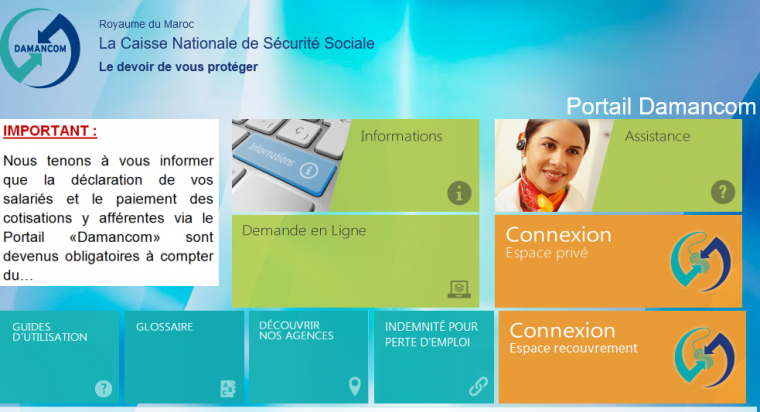 DAMANCOM
Royaume du Maroc
La Caisse Nationale de Sécurité Sociale
Le devoir de vous protéger
Portail Damancom
IMPORTANT :
Nous tenons à vous informer
que la déclaration de vos
salariés et le paiement des
cotisations y afférentes via le
Portail «Damancom» sont
devenus obligatoires à compter
du…
Informations
Informations
Assistance
Demande en Ligne
Connexion
Espace privé
GUIDES
D'UTILISATION
GLOSSAIRE
DÉCOUVRIR
NOS AGENCES
INDEMNITÉ POUR
PERTE D'EMPLOI
Connexion
Espace recouvrement